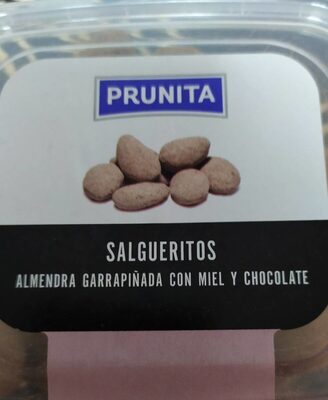 PRUNITA
SALGUERITOS
ALMENDRA GARRAPIÑADA CON MIEL Y CHOCOLATE